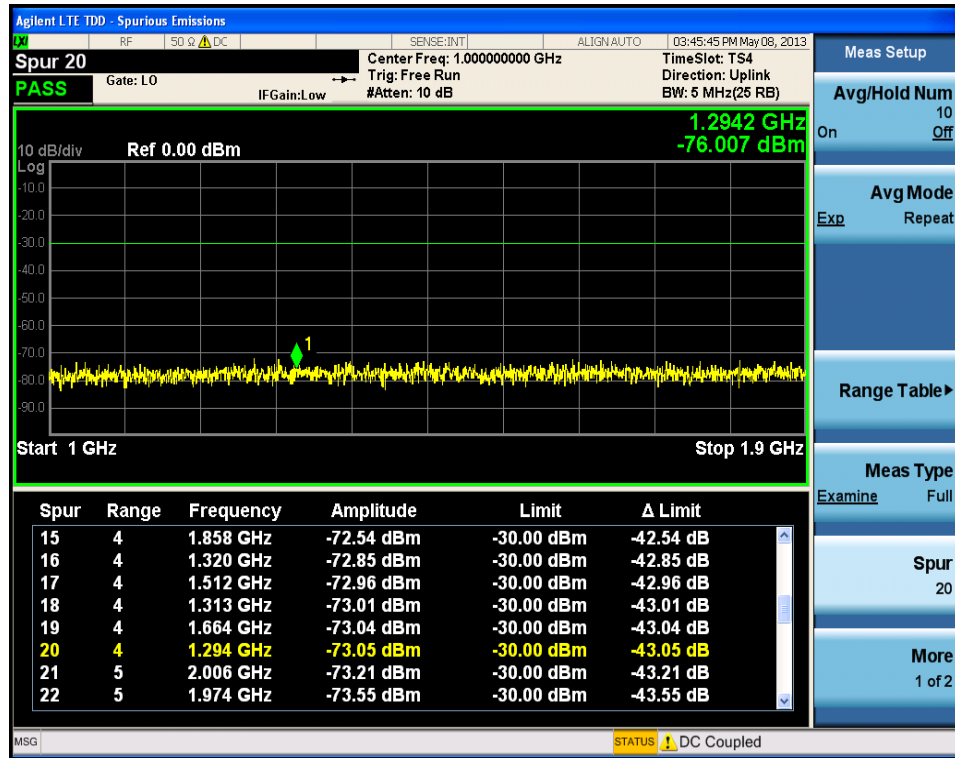 Agilent LTE TDD - Spurious Emissions
LXI RF 50 Ω DC SENSE:INT ALIGN AUTO 03:45:45 PM May 08, 2013
Spur 20
PASS
Gate: LO
IFGain:Low
Center Freq: 1.000000000 GHz
Trig: Free Run
#Atten: 10 dB
TimeSlot: TS4
Direction: Uplink
BW: 5 MHz(25 RB)
1.2942 GHz
-76.007 dBm
10 dB/div Ref 0.00 dBm
Log
-10.0
-20.0
-30.0
-40.0
-50.0
-60.0
-70.0
-80.0
-90.0
1
Start 1 GHz Stop 1.9 GHz
Spur Range Frequency Amplitude Limit Δ Limit
15 4 1.858 GHz -72.54 dBm -30.00 dBm -42.54 dB
16 4 1.320 GHz -72.85 dBm -30.00 dBm -42.85 dB
17 4 1.512 GHz -72.96 dBm -30.00 dBm -42.96 dB
18 4 1.313 GHz -73.01 dBm -30.00 dBm -43.01 dB
19 4 1.664 GHz -73.04 dBm -30.00 dBm -43.04 dB
20 4 1.294 GHz -73.05 dBm -30.00 dBm -43.05 dB
21 5 2.006 GHz -73.21 dBm -30.00 dBm -43.21 dB
22 5 1.974 GHz -73.55 dBm -30.00 dBm -43.55 dB
MSG STATUS DC Coupled
Meas Setup
Avg/Hold Num
10
On Off
Avg Mode
Exp Repeat
Range Table
Meas Type
Examine Full
Spur
20
More
1 of 2